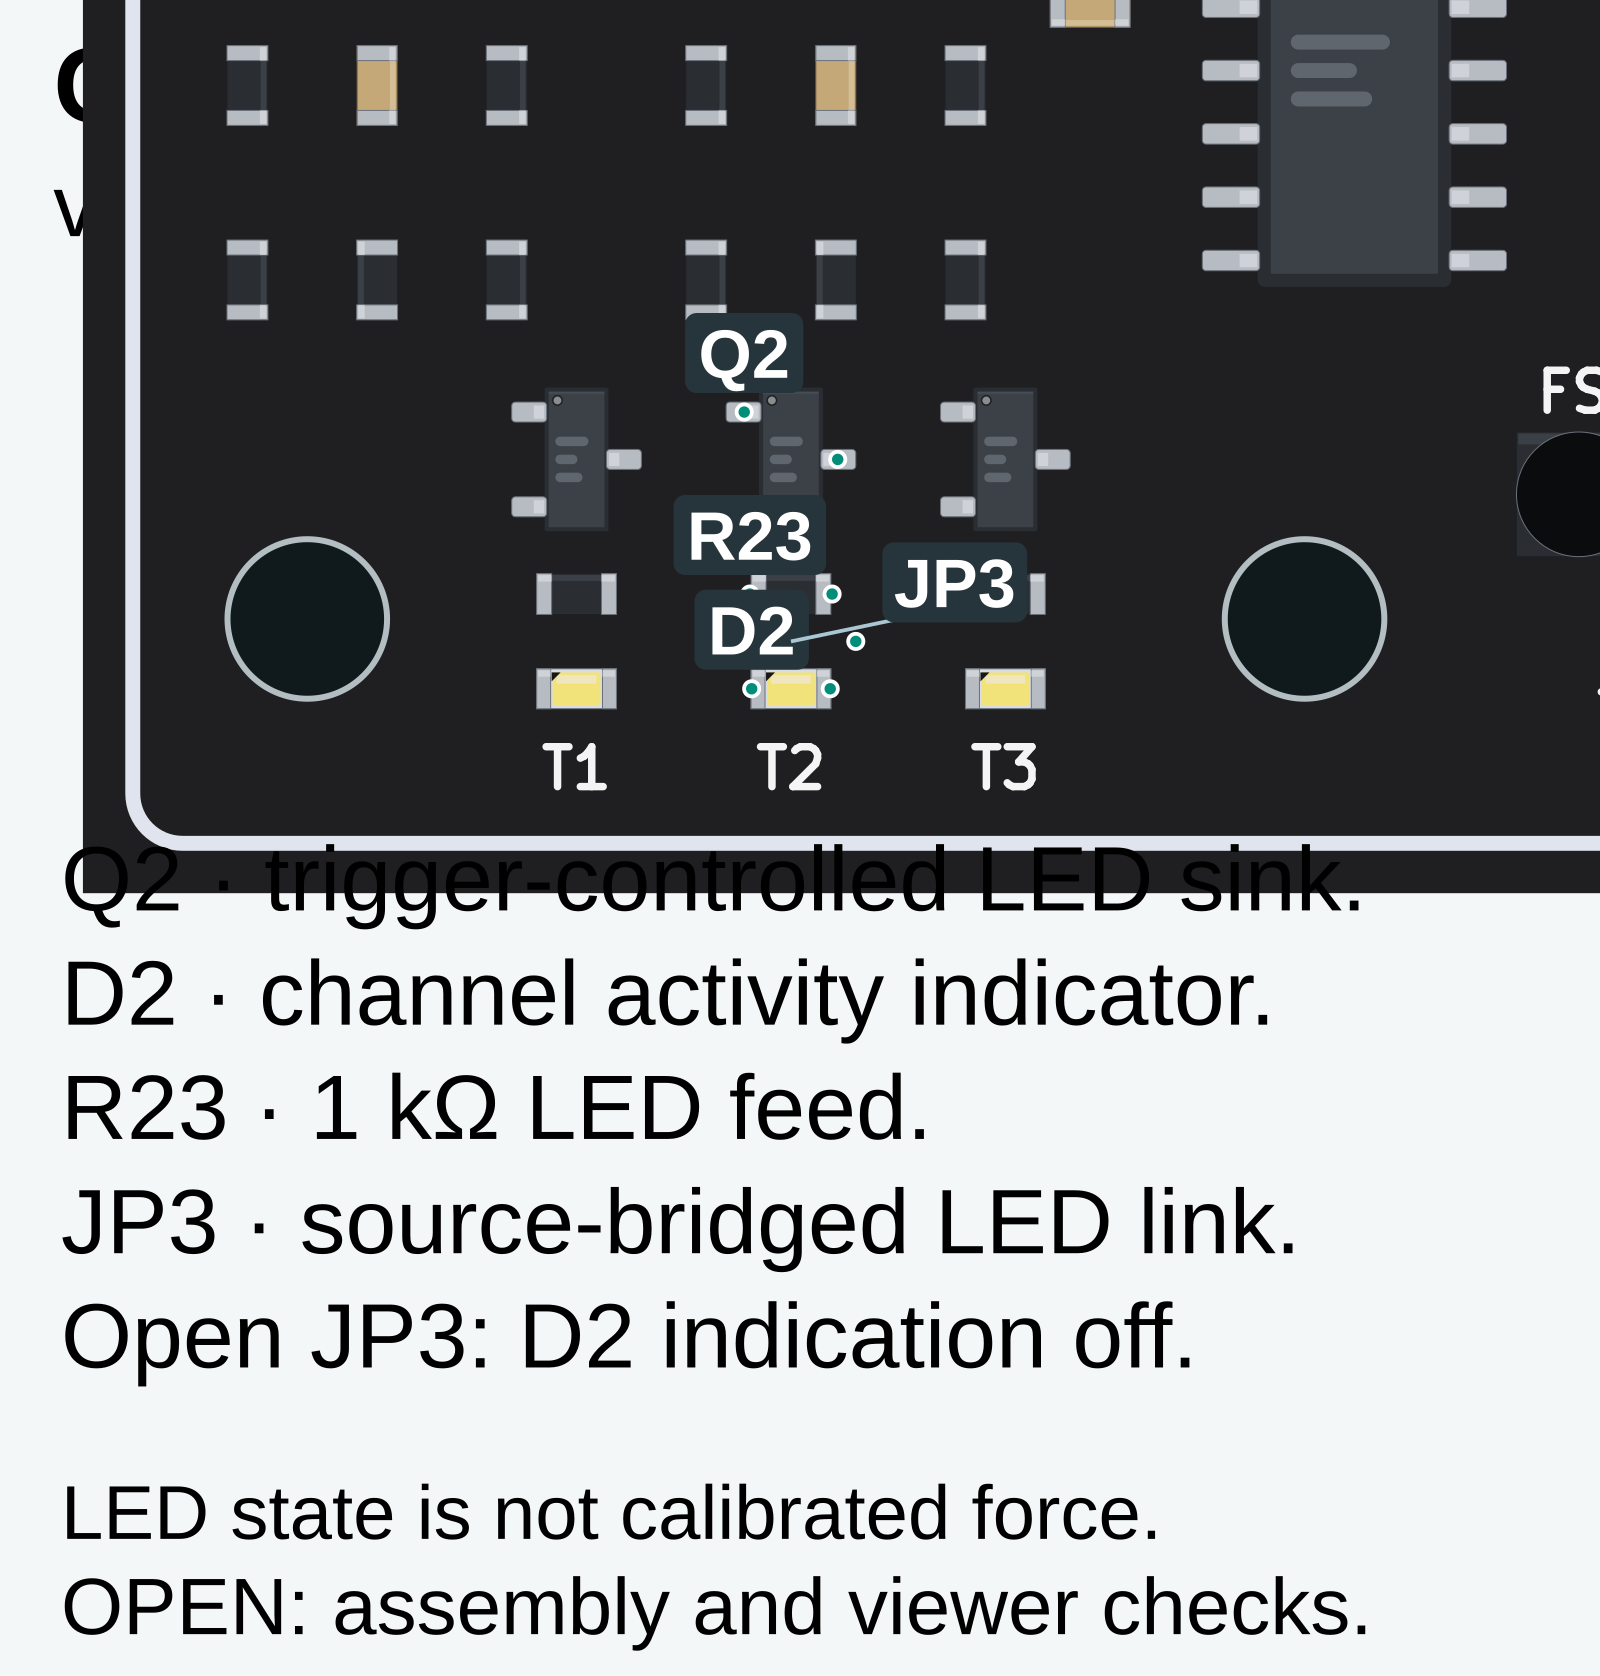 Q2
R23
JP3
D2
T1 T2 T3
Q2 · trigger-controlled LED sink.
D2 · channel activity indicator.
R23 · 1 kΩ LED feed.
JP3 · source-bridged LED link.
Open JP3: D2 indication off.
LED state is not calibrated force.
OPEN: assembly and viewer checks.